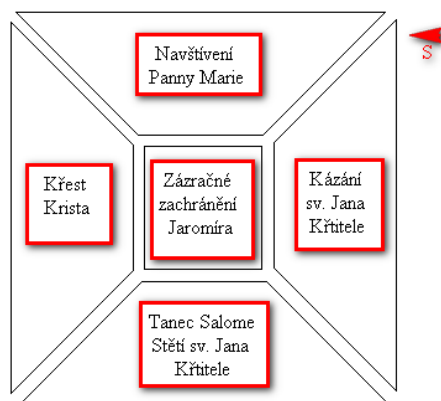 Navštívení
Panny Marie
S
Křest
Krista
Zázračné
zachránění
Jaromíra
Kázání
sv. Jana
Křtitele
Tanec Salome
Stětí sv. Jana
Křtitele